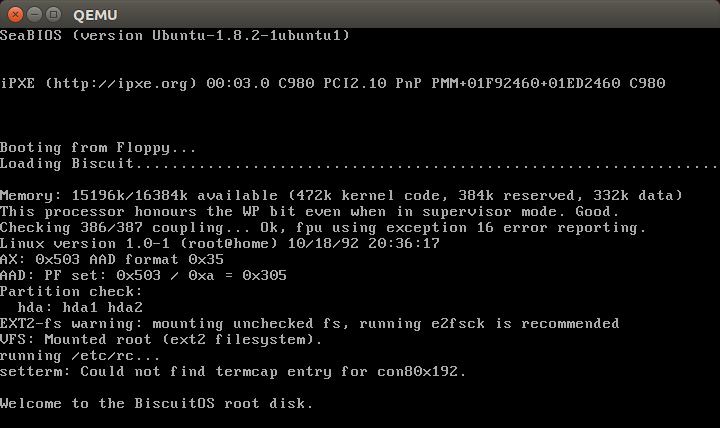 QEMU
SeaBIOS (version Ubuntu-1.8.2-1ubuntu1)
iPXE (http://ipxe.org) 00:03.0 C980 PCI2.10 PnP PMM+01F92460+01ED2460 C980
Booting from Floppy...
Loading Biscuit.........................................................................
Memory: 15196k/16384k available (472k kernel code, 384k reserved, 332k data)
This processor honours the WP bit even when in supervisor mode. Good.
Checking 386/387 coupling... Ok, fpu using exception 16 error reporting.
Linux version 1.0-1 (root@home) 10/18/92 20:36:17
AX: 0x503 AAD format 0x35
AAD: PF set: 0x503 / 0xa = 0x305
Partition check:
hda: hda1 hda2
EXT2-fs warning: mounting unchecked fs, running e2fsck is recommended
VFS: Mounted root (ext2 filesystem).
running /etc/rc...
setterm: Could not find termcap entry for con80x192.
Welcome to the BiscuitOS root disk.